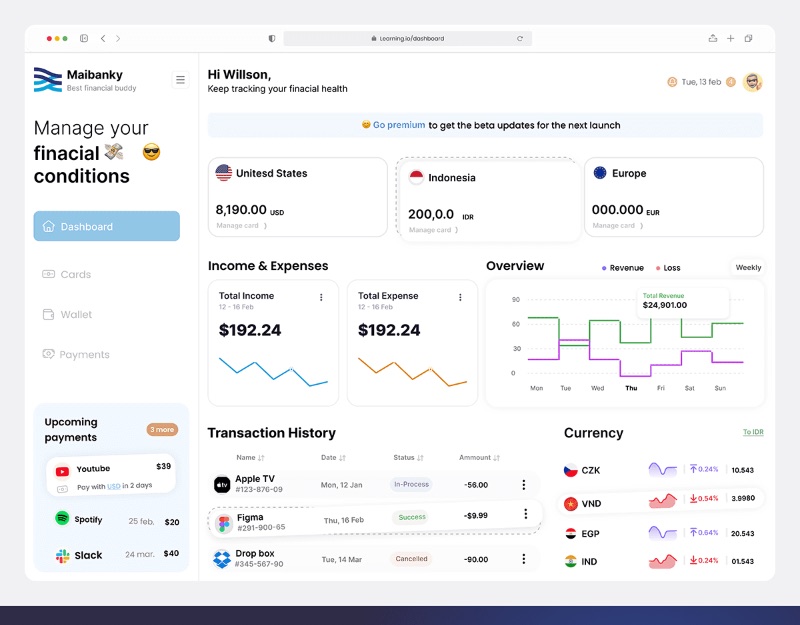 Learning.io/dashboard
Maibanky
Best financial buddy
Manage your
finacial
conditions
Dashboard
Cards
Wallet
Payments
Upcoming
payments
3 more
Youtube
$39
Pay with USD in 2 days
Spotify
25 feb.
$20
Slack
24 mar.
$40
Hi Willson,
Keep tracking your finacial health
Tue, 13 feb
Go premium to get the beta updates for the next launch
Unitesd States
8,190.00 USD
Manage card
Indonesia
200,0.0 IDR
Manage card
Europe
000.000 EUR
Manage card
Income & Expenses
Total Income
12 - 16 Feb
$192.24
Total Expense
12 - 16 Feb
$192.24
Overview
Revenue
Loss
Weekly
Total Revenue
$24,901.00
90
60
30
0
Mon Tue Wed Thu Fri Sat Sun
Transaction History
Name Date Status Ammount
Apple TV
#123-876-09
Mon, 12 Jan
In-Process
-56.00
Figma
#291-900-65
Thu, 16 Feb
Success
-$9.99
Drop box
#345-567-90
Tue, 14 Mar
Cancelled
-90.00
Currency
To IDR
CZK 0.24% 10.543
VND 0.54% 3.9980
EGP 0.64% 20.543
IND 0.24% 01.543